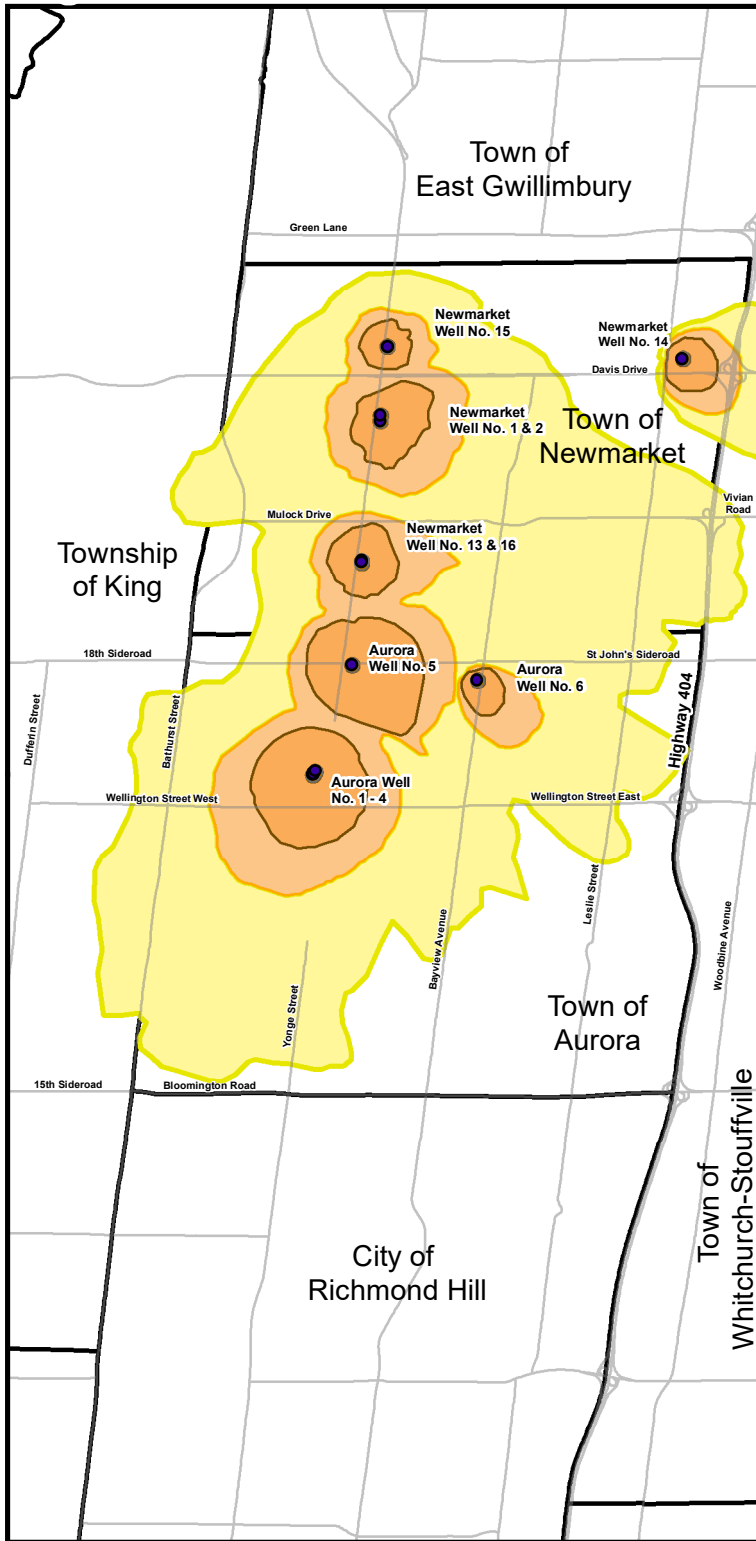 Town of
East Gwillimbury
Green Lane
Newmarket
Well No. 15
Newmarket
Well No. 14
Davis Drive
Newmarket
Well No. 1 & 2
Town of
Newmarket
Vivian
Road
Mulock Drive
Newmarket
Well No. 13 & 16
Township
of King
18th Sideroad
Aurora
Well No. 5
St John's Sideroad
Aurora
Well No. 6
Dufferin Street
Bathurst Street
Highway 404
Aurora Well
No. 1 - 4
Wellington Street West
Wellington Street East
Leslie Street
Bayview Avenue
Woodbine Avenue
Yonge Street
Town of
Aurora
15th Sideroad
Bloomington Road
Town of
Whitchurch-Stouffville
City of
Richmond Hill